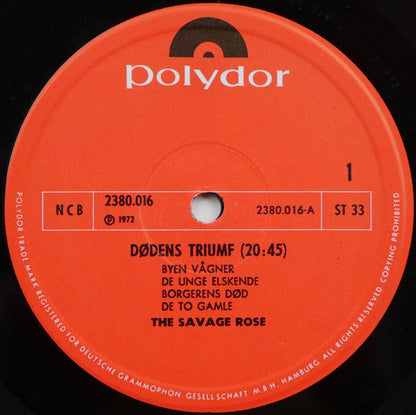 polydor
1
NCB
2380.016
℗ 1972
2380.016-A
ST 33
DØDENS TRIUMF (20:45)
BYEN VÅGNER
DE UNGE ELSKENDE
BORGERENS DØD
DE TO GAMLE
THE SAVAGE ROSE
POLYDOR TRADE MARK REGISTERED FOR DEUTSCHE GRAMMOPHON GESELLSCHAFT M.B.H. HAMBURG ALL RIGHTS RESERVED COPYING PROHIBITED